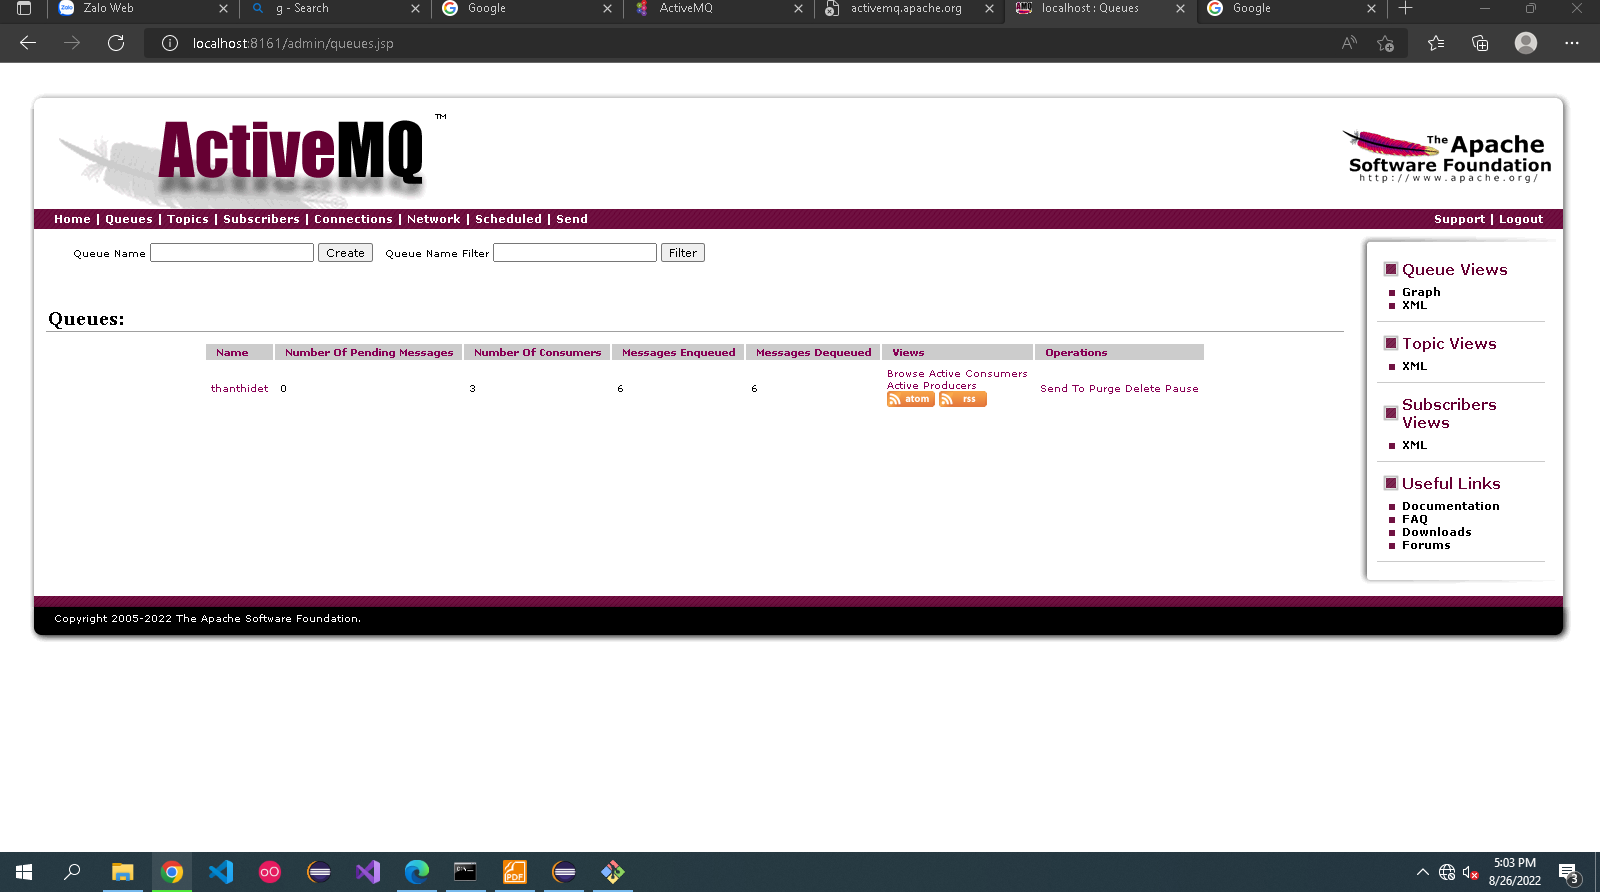 Zalo Web
g - Search
Google
ActiveMQ
activemq.apache.org
localhost : Queues
Google
localhost:8161/admin/queues.jsp
ActiveMQ ™
The Apache
Software Foundation
http://www.apache.org/
Home | Queues | Topics | Subscribers | Connections | Network | Scheduled | Send
Support | Logout
Queue Name Create Queue Name Filter Filter
Queues:
Name Number Of Pending Messages Number Of Consumers Messages Enqueued Messages Dequeued Views Operations
thanthidet 0 3 6 6 Browse Active Consumers
Active Producers
atom rss
Send To Purge Delete Pause
Queue Views
Graph
XML
Topic Views
XML
Subscribers
Views
XML
Useful Links
Documentation
FAQ
Downloads
Forums
Copyright 2005-2022 The Apache Software Foundation.
PDF
5:03 PM
8/26/2022
3